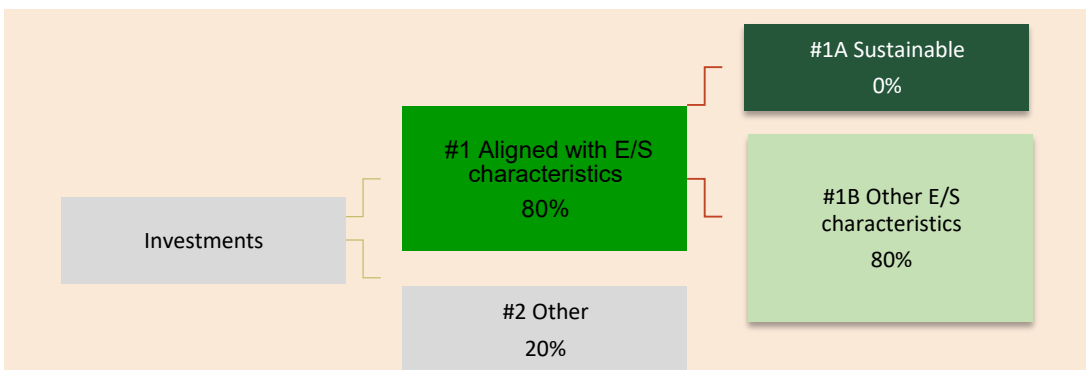 #1A Sustainable
0%
#1 Aligned with E/S
characteristics
80%
#1B Other E/S
characteristics
80%
Investments
#2 Other
20%